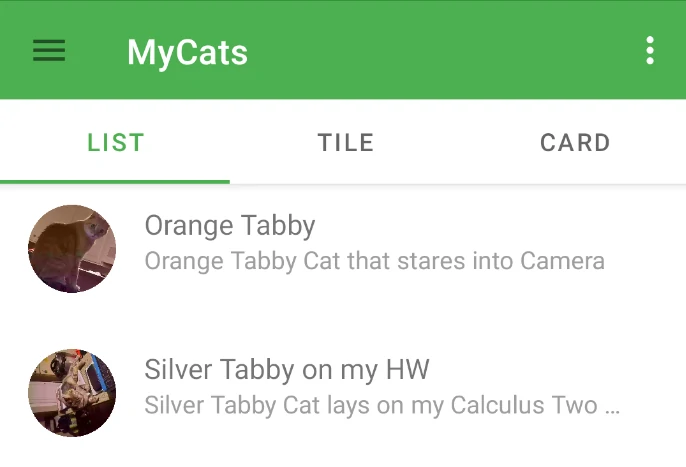 MyCats
LIST TILE CARD
Orange Tabby
Orange Tabby Cat that stares into Camera
Silver Tabby on my HW
Silver Tabby Cat lays on my Calculus Two ...